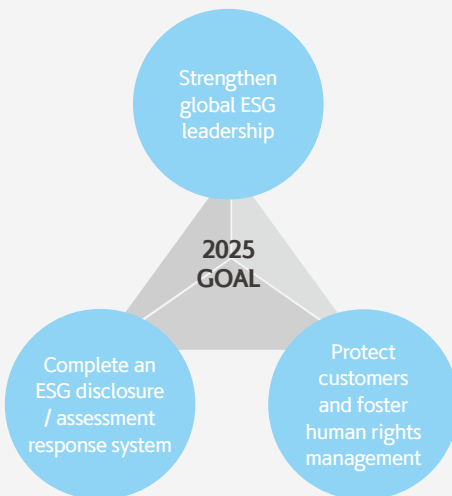 Strengthen
global ESG
leadership
2025
GOAL
Complete an
ESG disclosure
/ assessment
response system
Protect
customers
and foster
human rights
management